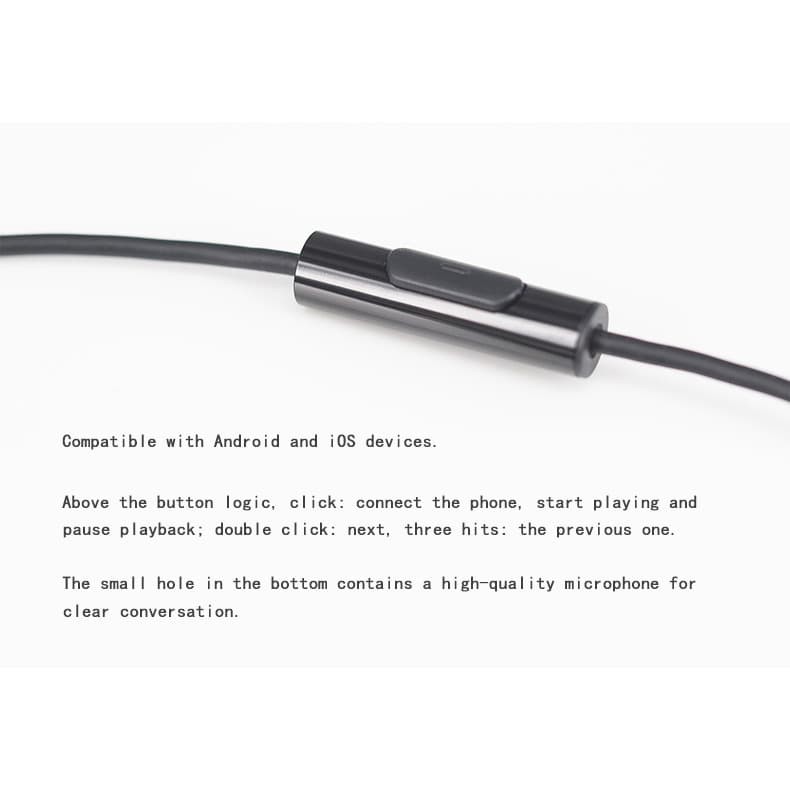 Compatible with Android and iOS devices.
Above the button logic, click: connect the phone, start playing and
pause playback; double click: next, three hits: the previous one.
The small hole in the bottom contains a high-quality microphone for
clear conversation.